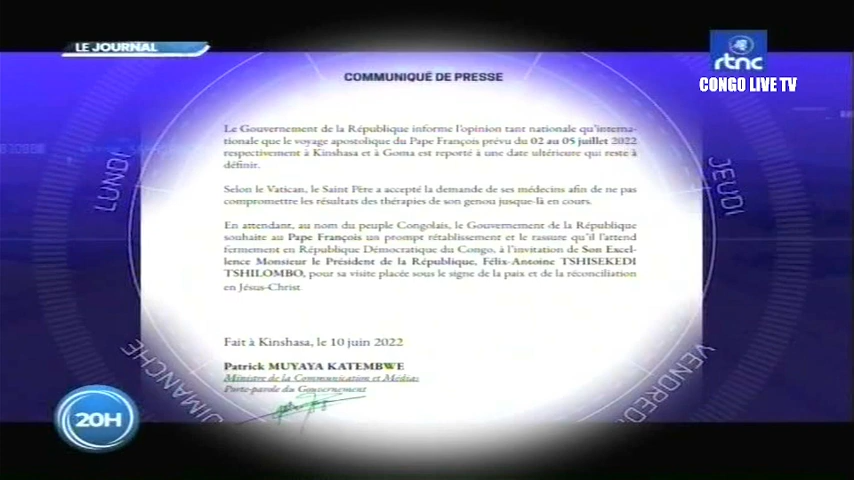 LE JOURNAL
rtnc
CONGO LIVE TV
COMMUNIQUÉ DE PRESSE
Le Gouvernement de la République informe l'opinion tant nationale qu'interna-
tionale que le voyage apostolique du Pape François prévu du 02 au 05 juillet 2022
respectivement à Kinshasa et à Goma est reporté à une date ultérieure qui reste à
définir.
Selon le Vatican, le Saint Père a accepté la demande de ses médecins afin de ne pas
compromettre les résultats des thérapies de son genou jusque-là en cours.
En attendant, au nom du peuple Congolais, le Gouvernement de la République
souhaite au Pape François un prompt rétablissement et le rassure qu'il l'attend
fermement en République Démocratique du Congo, à l'invitation de Son Excel-
lence Monsieur le Président de la République, Félix-Antoine TSHISEKEDI
TSHILOMBO, pour sa visite placée sous le signe de la paix et de la réconciliation
en Jésus-Christ
Fait à Kinshasa, le 10 juin 2022
Patrick MUYAYA KATEMBWE
Ministre de la Communication et Médias
Porte-parole du Gouvernement
LUNDI
JEUDI
DIMANCHE
VENDREDI
20H